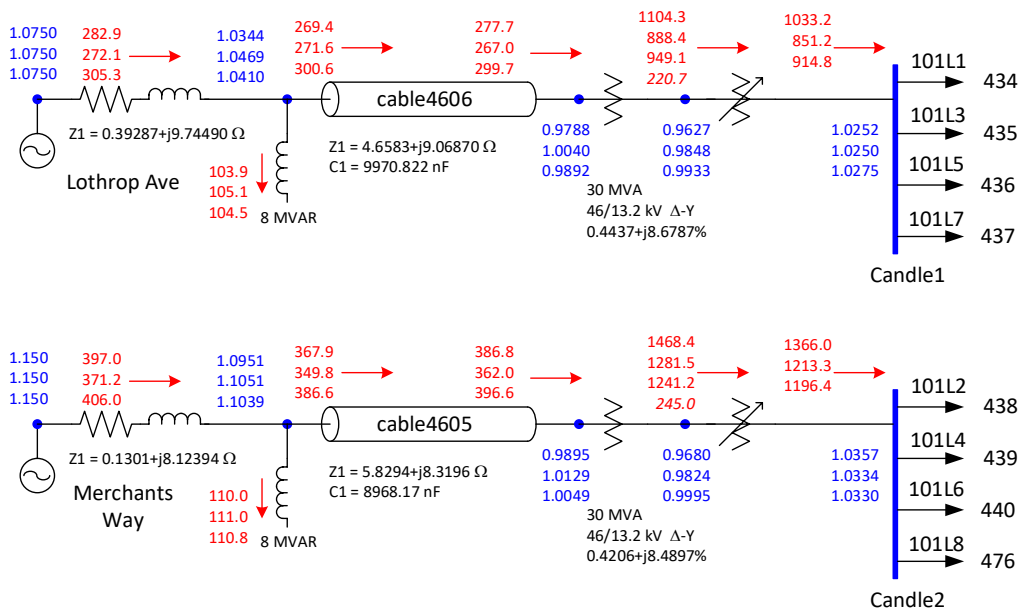 1.0750
1.0750
1.0750
282.9
272.1
305.3
1.0344
1.0469
1.0410
269.4
271.6
300.6
277.7
267.0
299.7
1104.3
888.4
949.1
220.7
1033.2
851.2
914.8
cable4606
101L1
434
101L3
435
101L5
436
101L7
437
Z1 = 0.39287+j9.74490 Ω
Lothrop Ave
103.9
105.1
104.5
8 MVAR
Z1 = 4.6583+j9.06870 Ω
C1 = 9970.822 nF
0.9788
1.0040
0.9892
0.9627
0.9848
0.9933
1.0252
1.0250
1.0275
30 MVA
46/13.2 kV Δ-Y
0.4437+j8.6787%
Candle1
1.150
1.150
1.150
397.0
371.2
406.0
1.0951
1.1051
1.1039
367.9
349.8
386.6
386.8
362.0
396.6
1468.4
1281.5
1241.2
245.0
1366.0
1213.3
1196.4
cable4605
101L2
438
101L4
439
101L6
440
101L8
476
Z1 = 0.1301+j8.12394 Ω
Merchants
Way
110.0
111.0
110.8
8 MVAR
Z1 = 5.8294+j8.3196 Ω
C1 = 8968.17 nF
0.9895
1.0129
1.0049
0.9680
0.9824
0.9995
1.0357
1.0334
1.0330
30 MVA
46/13.2 kV Δ-Y
0.4206+j8.4897%
Candle2